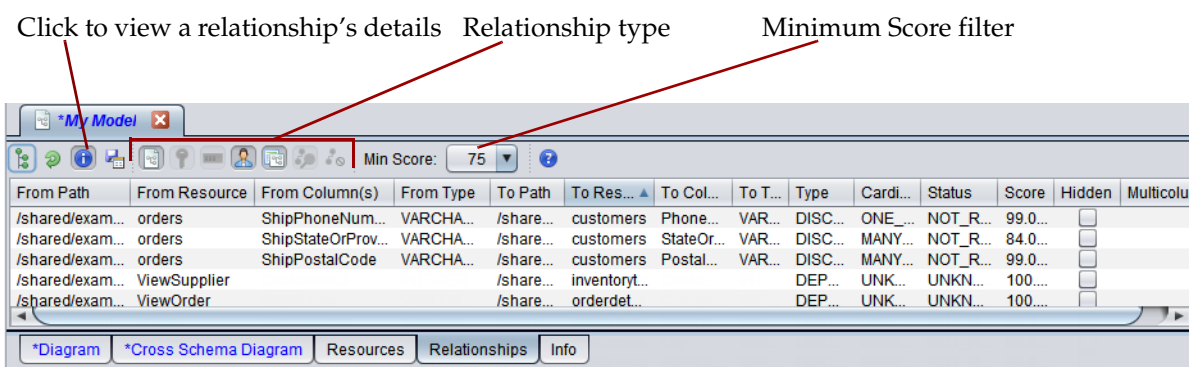 Click to view a relationship's details Relationship type Minimum Score filter
*My Model
Min Score: 75
From Path From Resource From Column(s) From Type To Path To Res... To Col... To T... Type Cardi... Status Score Hidden Multicolu
/shared/exam... orders ShipPhoneNum... VARCHA... /share... customers Phone... VAR... DISC... ONE_... NOT_R... 99.0...
/shared/exam... orders ShipStateOrProv... VARCHA... /share... customers StateOr... VAR... DISC... MANY... NOT_R... 84.0...
/shared/exam... orders ShipPostalCode VARCHA... /share... customers Postal... VAR... DISC... MANY... NOT_R... 99.0...
/shared/exam... ViewSupplier /share... inventoryt... DEP... UNK... UNKN... 100....
/shared/exam... ViewOrder /share... orderdet... DEP... UNK... UNKN... 100....
*Diagram *Cross Schema Diagram Resources Relationships Info